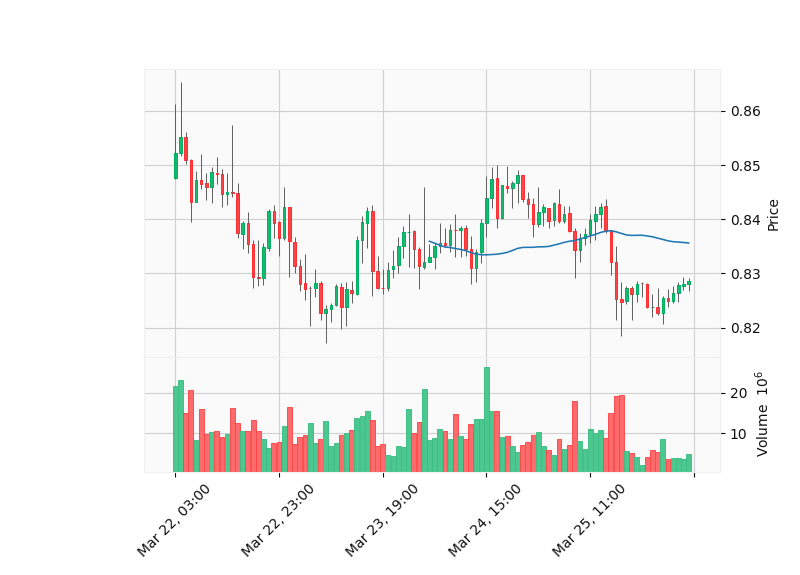 0.86
0.85
0.84
0.83
0.82
Price
20
10
Volume 10^6
Mar 22, 03:00
Mar 22, 23:00
Mar 23, 19:00
Mar 24, 15:00
Mar 25, 11:00